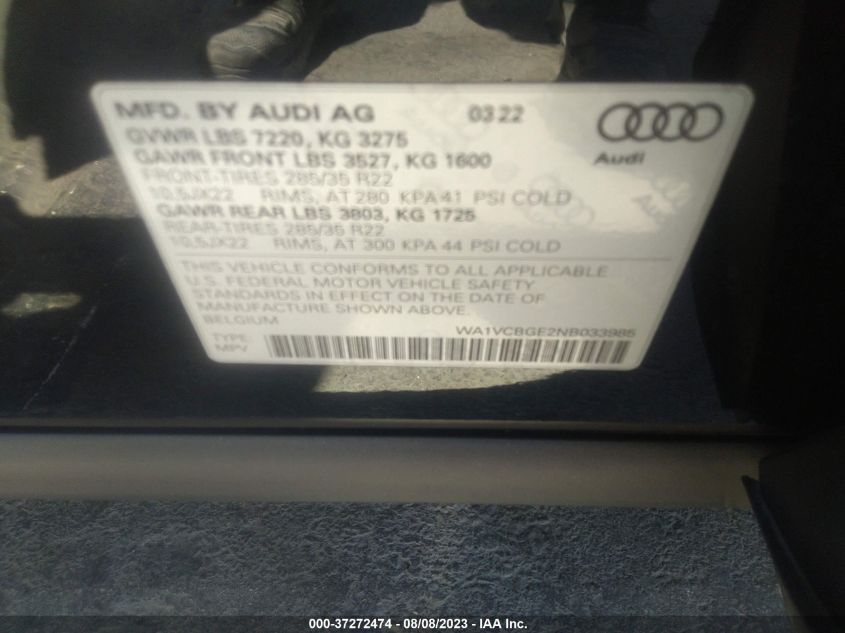 MFD. BY AUDI AG 03 22
GVWR LBS 7220, KG 3275
GAWR FRONT LBS 3527, KG 1600
Audi
FRONT-TIRES 285/35 R22
10,5JX22 RIMS, AT 280 KPA 41 PSI COLD
GAWR REAR LBS 3803, KG 1725
REAR-TIRES 285/35 R22
10,5JX22 RIMS, AT 300 KPA 44 PSI COLD
THIS VEHICLE CONFORMS TO ALL APPLICABLE
U.S. FEDERAL MOTOR VEHICLE SAFETY
STANDARDS IN EFFECT ON THE DATE OF
MANUFACTURE SHOWN ABOVE.
BELGIUM WA1VCBGE2NB033985
TYPE:
MPV
000-37272474 - 08/08/2023 - IAA Inc.